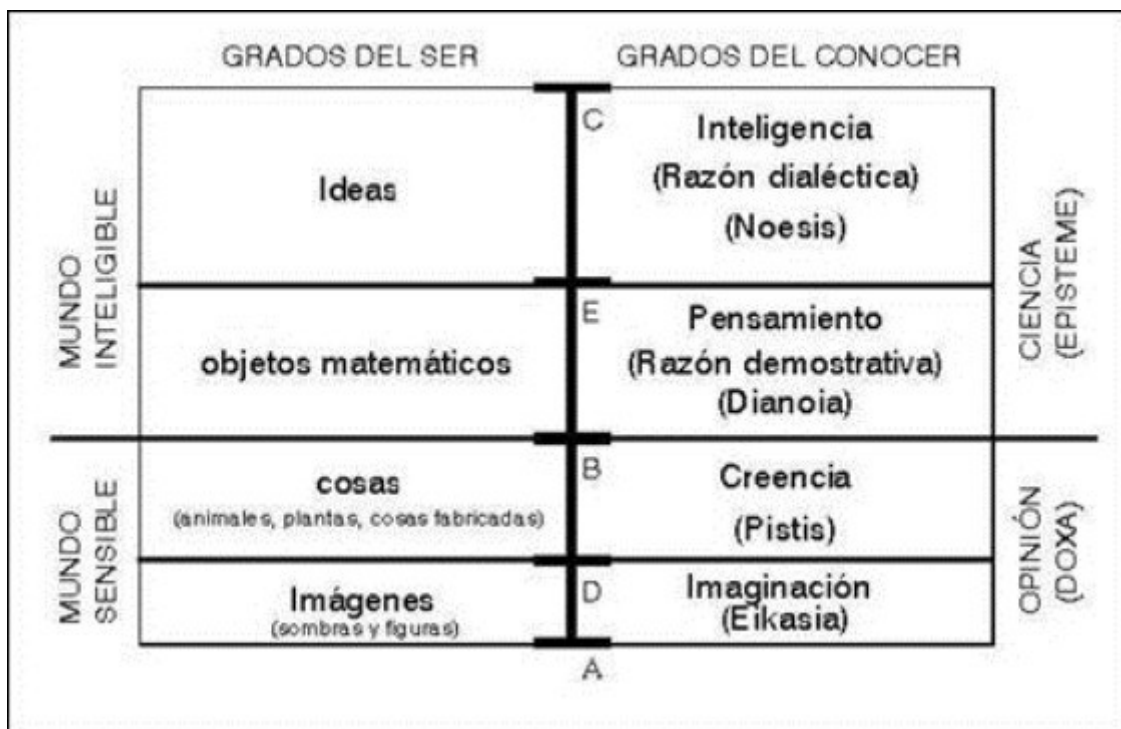 GRADOS DEL SER
GRADOS DEL CONOCER
MUNDO
INTELIGIBLE
Ideas
C
Inteligencia
(Razón dialéctica)
(Noesis)
CIENCIA
(EPISTEME)
objetos matemáticos
E
Pensamiento
(Razón demostrativa)
(Dianoia)
MUNDO
SENSIBLE
cosas
(animales, plantas, cosas fabricadas)
B
Creencia
(Pistis)
OPINIÓN
(DOXA)
Imágenes
(sombras y figuras)
D
Imaginación
(Eikasia)
A